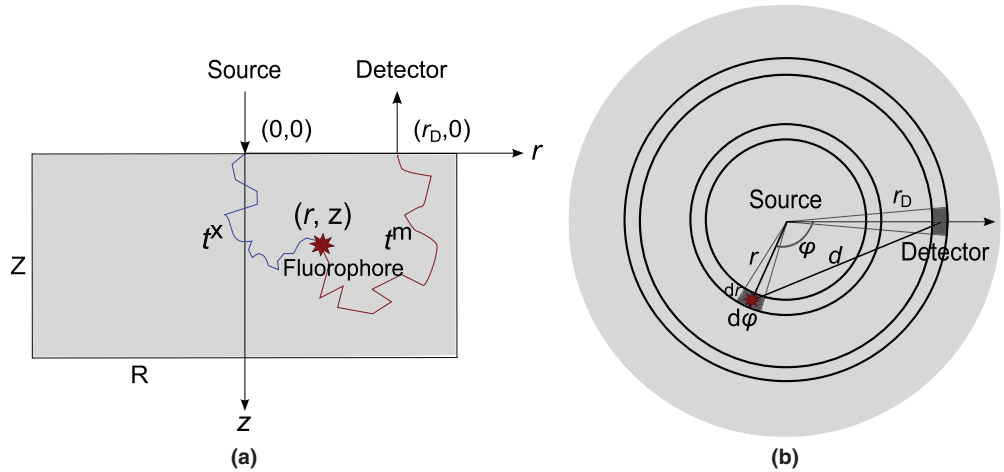 Source
Detector
(0,0)
(r_D,0)
r
(r, z)
t^x
t^m
Fluorophore
Z
R
z
(a)
Source
r_D
φ
Detector
r
d
dr
dφ
(b)